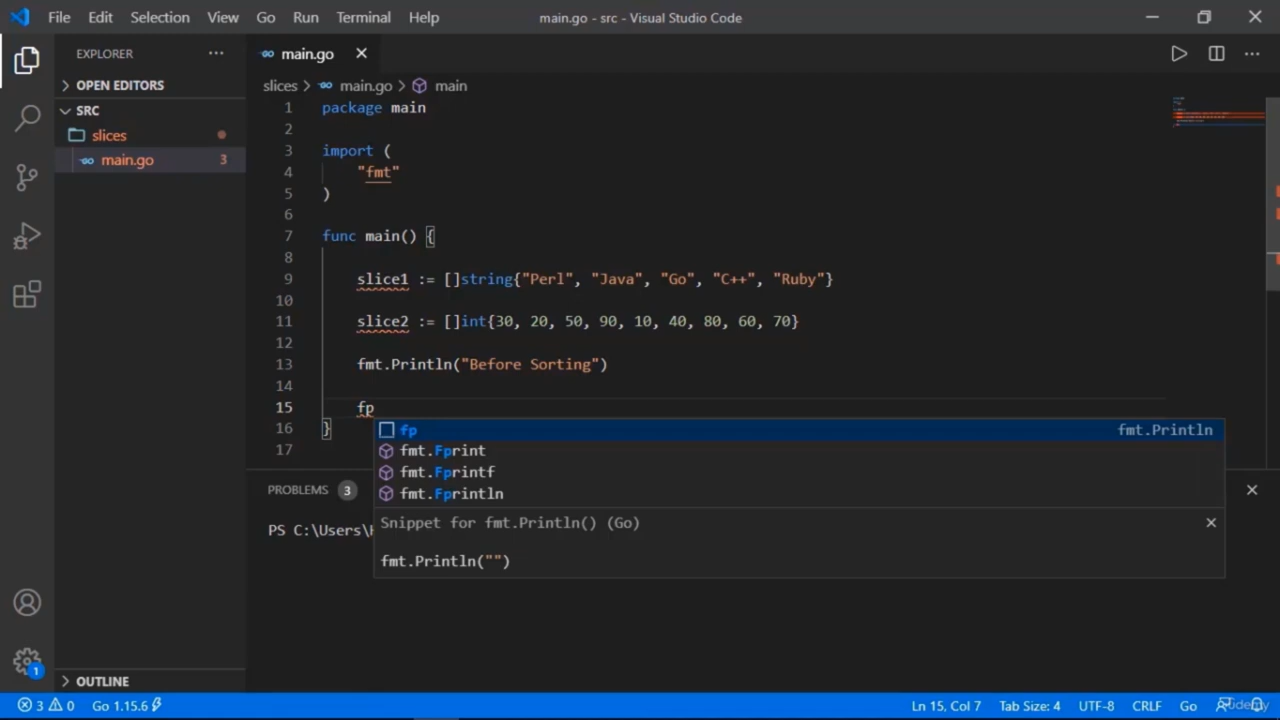 File Edit Selection View Go Run Terminal Help main.go - src - Visual Studio Code
EXPLORER
main.go
OPEN EDITORS
slices main.go main
SRC
slices
main.go 3
1 package main
2
3 import (
4 "fmt"
5 )
6
7 func main() {
8
9 slice1 := []string{"Perl", "Java", "Go", "C++", "Ruby"}
10
11 slice2 := []int{30, 20, 50, 90, 10, 40, 80, 60, 70}
12
13 fmt.Println("Before Sorting")
14
15 fp
16 }
17
fp fmt.Println
fmt.Fprint
fmt.Fprintf
fmt.Fprintln
Snippet for fmt.Println() (Go)
fmt.Println("")
PROBLEMS 3
PS C:\Users\
1
OUTLINE
3 0 Go 1.15.6 Ln 15, Col 7 Tab Size: 4 UTF-8 CRLF Go